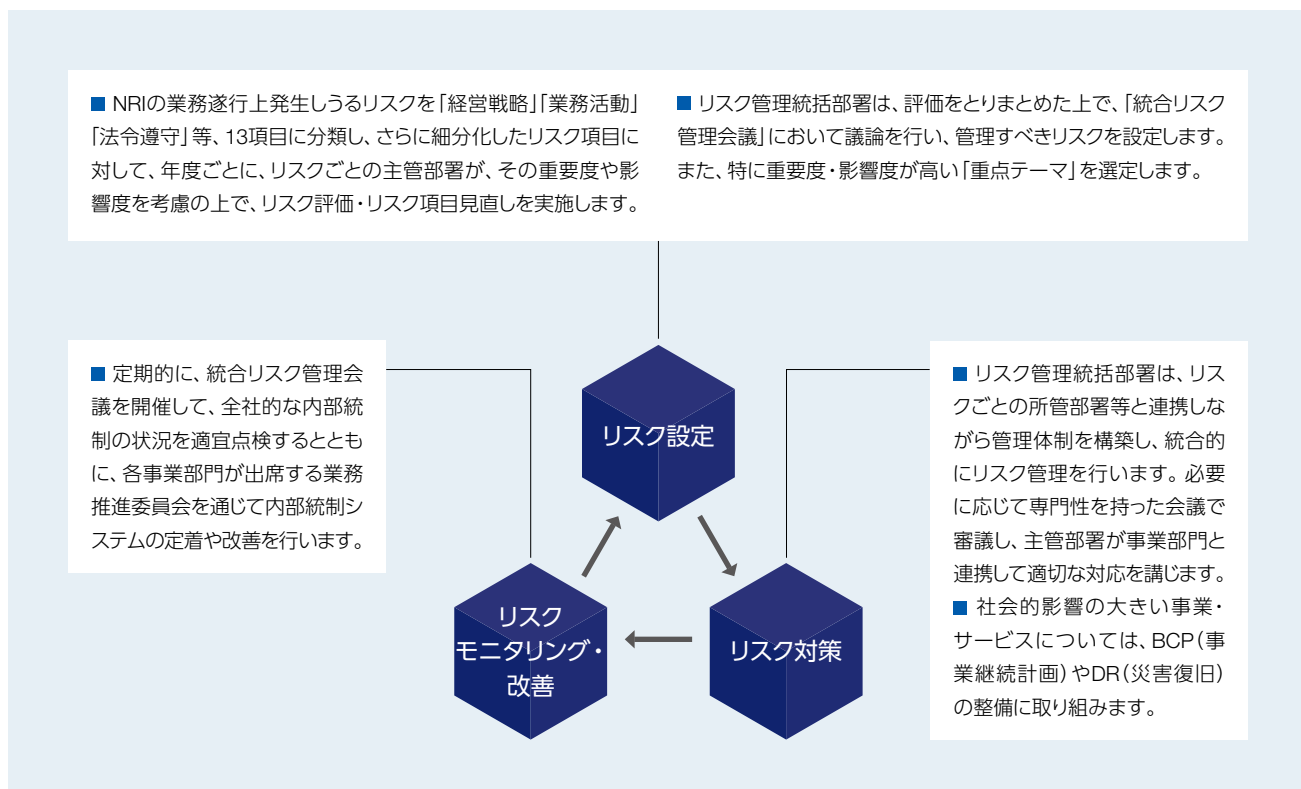 ■ NRIの業務遂行上発生しうるリスクを「経営戦略」「業務活動」
「法令遵守」等、13項目に分類し、さらに細分化したリスク項目に
対して、年度ごとに、リスクごとの主管部署が、その重要度や影
響度を考慮の上で、リスク評価・リスク項目見直しを実施します。
■ リスク管理統括部署は、評価をとりまとめた上で、「統合リスク
管理会議」において議論を行い、管理すべきリスクを設定します。
また、特に重要度・影響度が高い「重点テーマ」を選定します。
■ 定期的に、統合リスク管理会
議を開催して、全社的な内部統
制の状況を適宜点検するととも
に、各事業部門が出席する業務
推進委員会を通じて内部統制シ
ステムの定着や改善を行います。
リスク設定
■ リスク管理統括部署は、リス
クごとの所管部署等と連携しな
がら管理体制を構築し、統合的
にリスク管理を行います。必要
に応じて専門性を持った会議で
審議し、主管部署が事業部門と
連携して適切な対応を講じます。
■ 社会的影響の大きい事業・
サービスについては、BCP(事
業継続計画)やDR(災害復旧)
の整備に取り組みます。
リスク
モニタリング・
改善
リスク対策